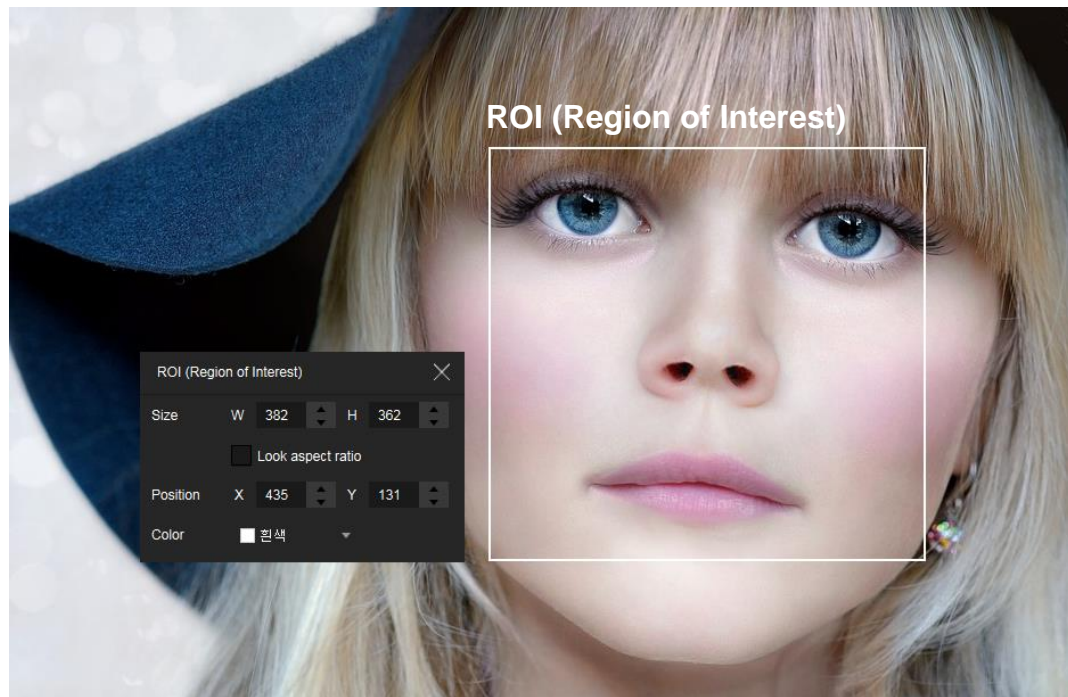 ROI (Region of Interest)
ROI (Region of Interest)
Size W 382 H 362
Look aspect ratio
Position X 435 Y 131
Color 흰색